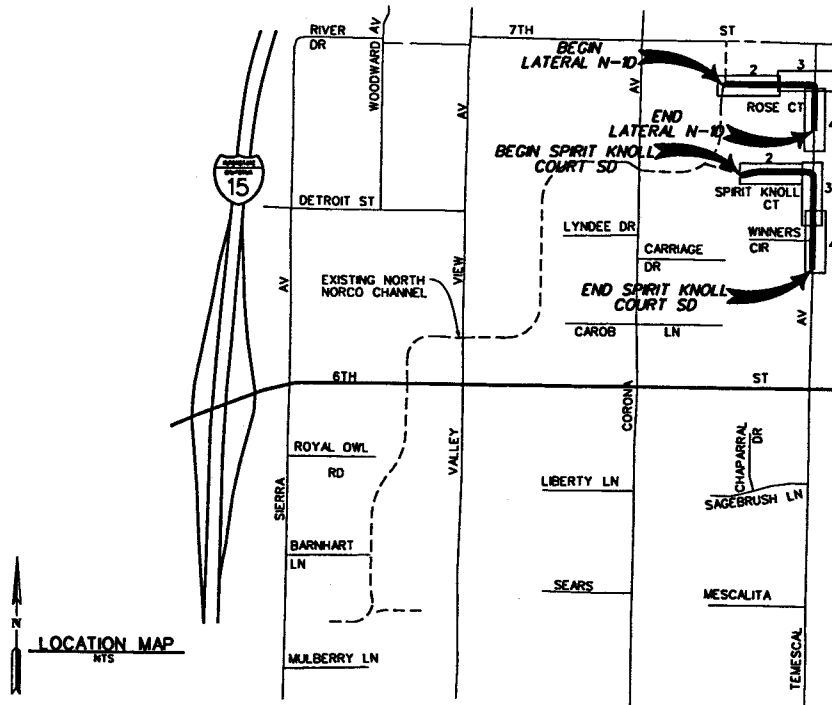 RIVER
DR
WOODWARD AV
7TH
ST
BEGIN
LATERAL N-1D
2
3
ROSE CT
4
END
LATERAL N-1D
AV
AV
BEGIN SPIRIT KNOLL
COURT SD
2
3
SPIRIT KNOLL
CT
4
15
DETROIT ST
LYNDEE DR
WINNERS
CIR
CARRIAGE
DR
EXISTING NORTH
NORCO CHANNEL
VIEW
AV
END SPIRIT KNOLL
COURT SD
AV
CAROB LN
6TH
ST
CORONA
VALLEY
ROYAL OWL
RD
SIERRA
LIBERTY LN
CHAPARRAL
DR
SAGEBRUSH LN
BARNHART
LN
SEARS
MESCALITA
N
LOCATION MAP
NTS
MULBERRY LN
TEMESCAL